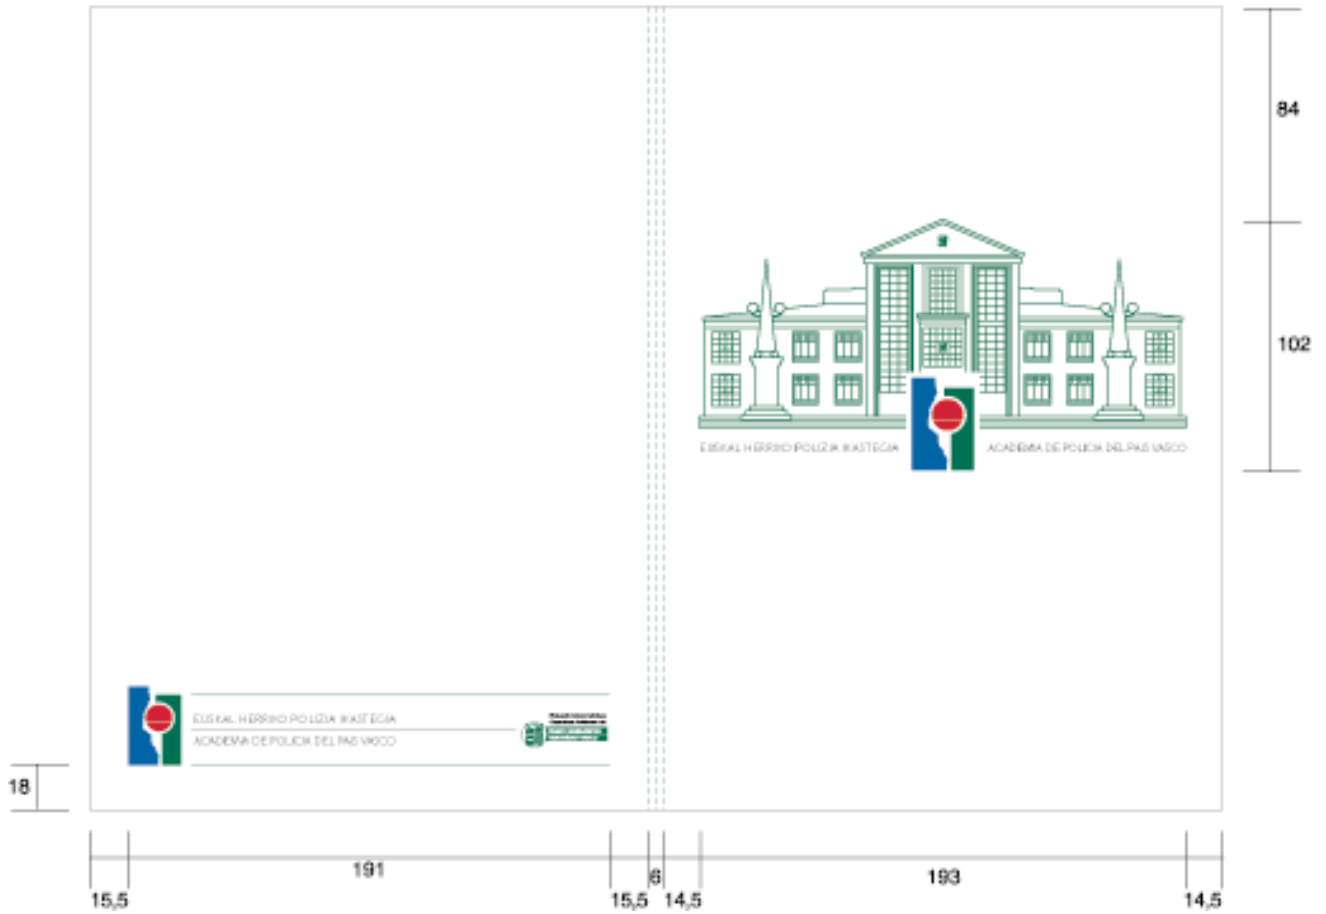 84
102
EUSKAL HERRIKO POLIZIA IKASTEGIA
ACADEMIA DE POLICIA DEL PAIS VASCO
EUSKAL HERRIKO POLIZIA IKASTEGIA
ACADEMIA DE POLICIA DEL PAIS VASCO
18
191
6
193
15,5
15,5
14,5
14,5